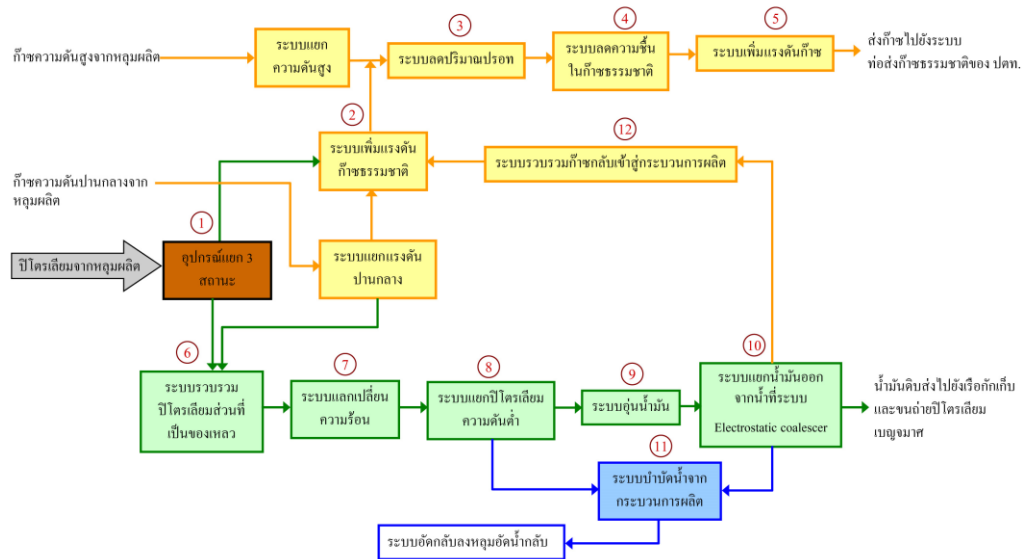 ③
④
⑤
ก๊าซความดันสูงจากหลุมผลิต
ระบบแยก
ความดันสูง
ระบบลดปริมาณปรอท
ระบบลดความชื้น
ในก๊าซธรรมชาติ
ระบบเพิ่มแรงดันก๊าซ
ส่งก๊าซไปยังระบบ
ท่อส่งก๊าซธรรมชาติของ ปตท.
②
ระบบเพิ่มแรงดัน
ก๊าซธรรมชาติ
⑫
ระบบรวบรวมก๊าซกลับเข้าสู่กระบวนการผลิต
ก๊าซความดันปานกลางจาก
หลุมผลิต
①
ปิโตรเลียมจากหลุมผลิต
อุปกรณ์แยก 3
สถานะ
ระบบแยกแรงดัน
ปานกลาง
⑥
ระบบรวบรวม
ปิโตรเลียมส่วนที่
เป็นของเหลว
⑦
ระบบแลกเปลี่ยน
ความร้อน
⑧
ระบบแยกปิโตรเลียม
ความดันต่ำ
⑨
ระบบอุ่นน้ำมัน
⑩
ระบบแยกน้ำมันออก
จากน้ำที่ระบบ
Electrostatic coalescer
น้ำมันดิบส่งไปยังเรือกักเก็บ
และขนถ่ายปิโตรเลียม
เบญจมาศ
⑪
ระบบบำบัดน้ำจาก
กระบวนการผลิต
ระบบอัดกลับลงหลุมอัดน้ำกลับ